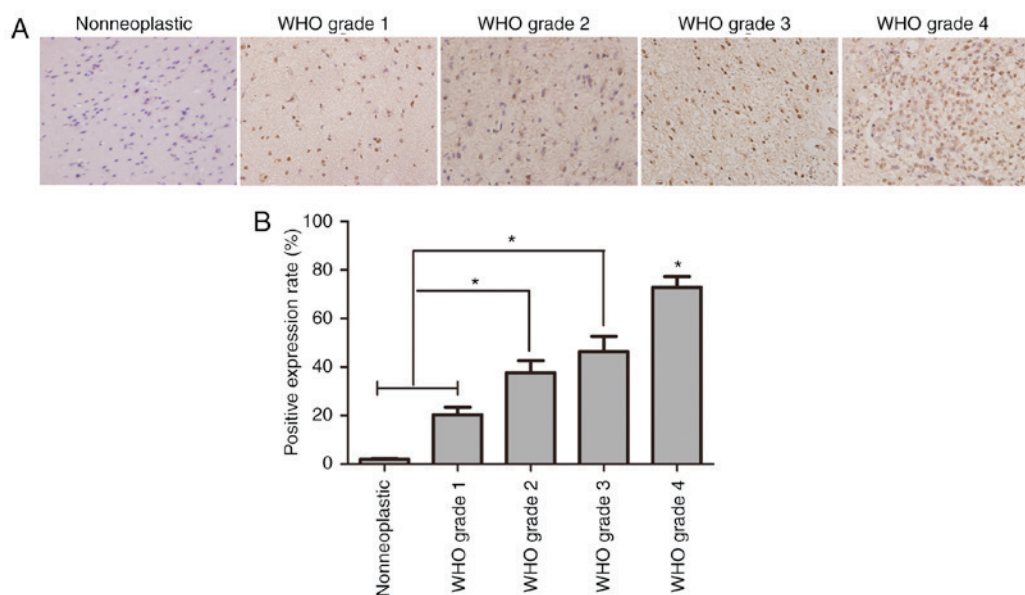 A
Nonneoplastic
WHO grade 1
WHO grade 2
WHO grade 3
WHO grade 4
B
Positive expression rate (%)
100
80
60
40
20
0
*
*
*
Nonneoplastic
WHO grade 1
WHO grade 2
WHO grade 3
WHO grade 4